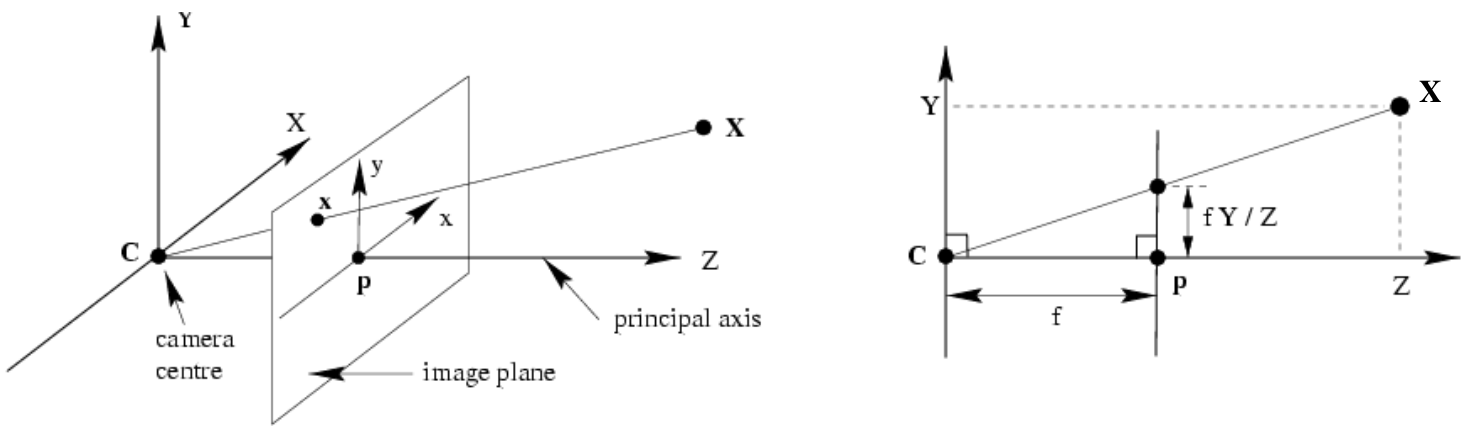 Y
X
X
x
y
x
C
p
Z
camera
centre
principal axis
image plane
Y
X
f Y / Z
C
p
Z
f